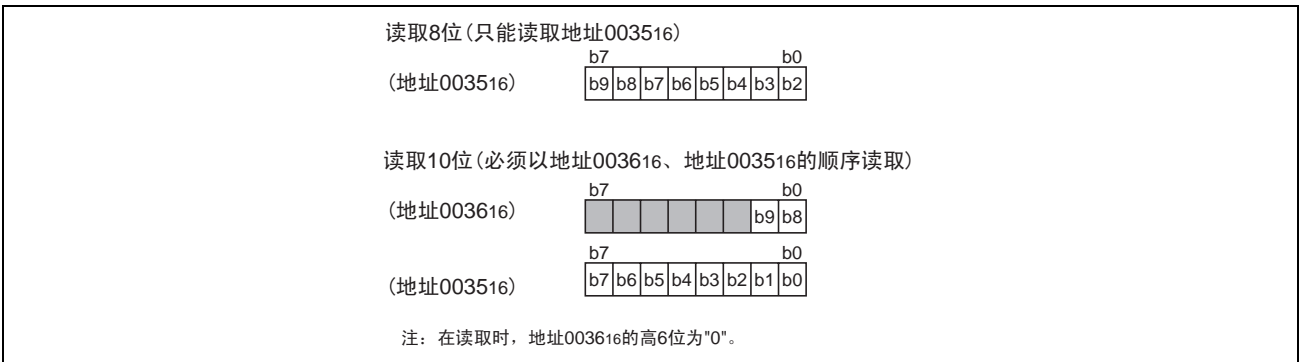 读取8位(只能读取地址003516)
b7 b0
(地址003516) b9 b8 b7 b6 b5 b4 b3 b2
读取10位(必须以地址003616、地址003516的顺序读取)
b7 b0
(地址003616) b9 b8
b7 b0
(地址003516) b7 b6 b5 b4 b3 b2 b1 b0
注：在读取时，地址003616的高6位为"0"。